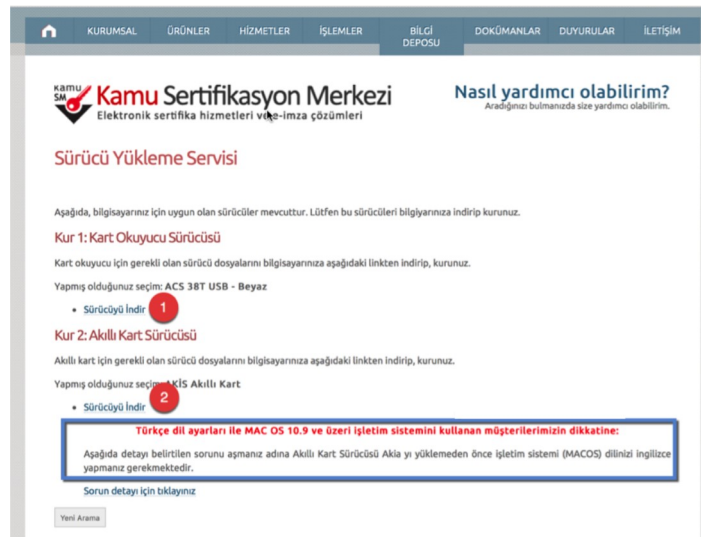 KURUMSAL ÜRÜNLER HİZMETLER İŞLEMLER BİLGİ DEPOSU DOKÜMANLAR DUYURULAR İLETİŞİM
kamu SM Kamu Sertifikasyon Merkezi
Elektronik sertifika hizmetleri ve e-imza çözümleri
Nasıl yardımcı olabilirim?
Aradığınızı bulmanızda size yardımcı olabilirim.
Sürücü Yükleme Servisi
Aşağıda, bilgisayarınız için uygun olan sürücüler mevcuttur. Lütfen bu sürücüleri bilgiyarınıza indirip kurunuz.
Kur 1: Kart Okuyucu Sürücüsü
Kart okuyucu için gerekli olan sürücü dosyalarını bilgisayarınıza aşağıdaki linkten indirip, kurunuz.
Yapmış olduğunuz seçim: ACS 38T USB - Beyaz
• Sürücüyü İndir 1
Kur 2: Akıllı Kart Sürücüsü
Akıllı kart için gerekli olan sürücü dosyalarını bilgisayarınıza aşağıdaki linkten indirip, kurunuz.
Yapmış olduğunuz seçim: AKİS Akıllı Kart
• Sürücüyü İndir 2
Türkçe dil ayarları ile MAC OS 10.9 ve üzeri işletim sistemini kullanan müşterilerimizin dikkatine:
Aşağıda detayı belirtilen sorunu aşmanız adına Akıllı Kart Sürücüsü Akia yı yüklemeden önce işletim sistemi (MACOS) dilinizi ingilizce
yapmanız gerekmektedir.
Sorun detayı için tıklayınız
Yeni Arama